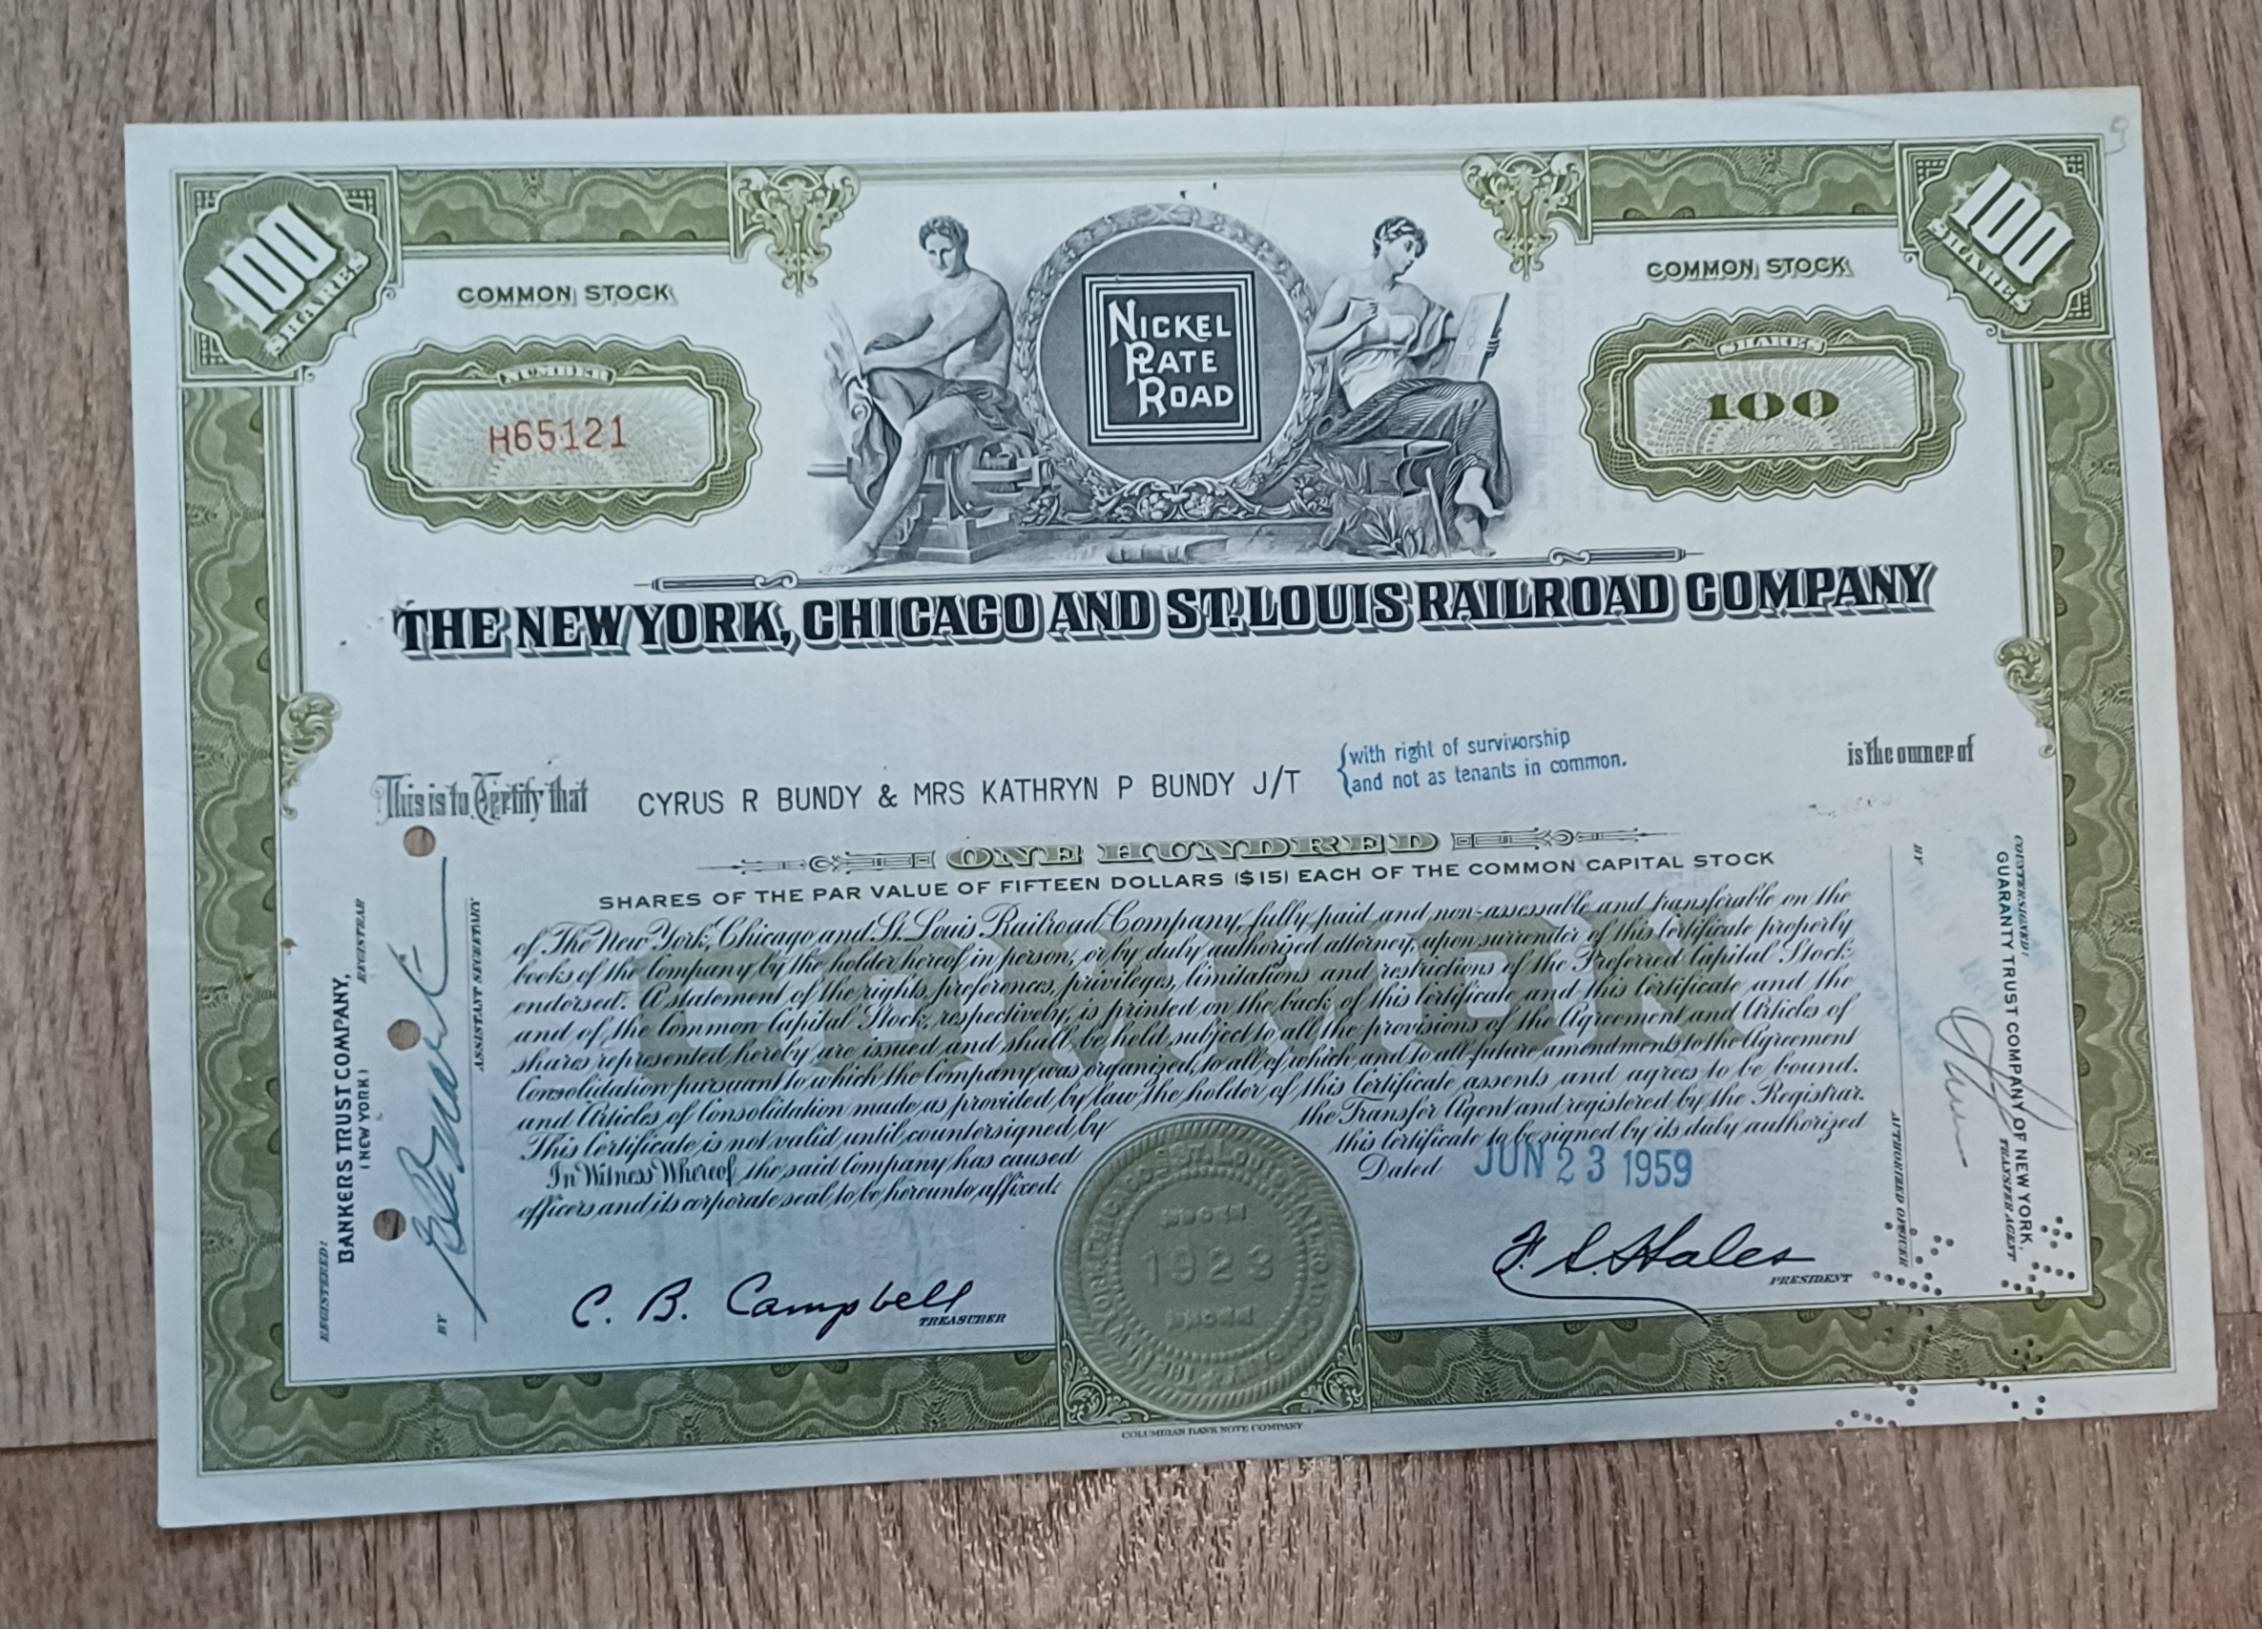 100
SHARES
COMMON STOCK
NUMBER
H65121
NICKEL
PLATE
ROAD
COMMON STOCK
SHARES
100
100
SHARES
THE NEW YORK, CHICAGO AND ST. LOUIS RAILROAD COMPANY
This is to Certify that CYRUS R BUNDY & MRS KATHRYN P BUNDY J/T {with right of survivorship and not as tenants in common. is the owner of
ONE HUNDRED
SHARES OF THE PAR VALUE OF FIFTEEN DOLLARS ($15) EACH OF THE COMMON CAPITAL STOCK
COMMON
of The New York, Chicago and St. Louis Railroad Company, fully paid and non-assessable and transferable on the
books of the Company by the holder hereof in person, or by duly authorized attorney, upon surrender of this Certificate properly
endorsed. A statement of the rights, preferences, privileges, limitations and restrictions of the Preferred Capital Stock
and of the Common Capital Stock, respectively, is printed on the back of this Certificate and this Certificate and the
shares represented hereby are issued and shall be held subject to all the provisions of the Agreement and Articles of
Consolidation pursuant to which the Company was organized, to all of which and to all future amendments to the Agreement
and Articles of Consolidation made as provided by law the holder of this Certificate assents and agrees to be bound.
This Certificate is not valid until countersigned by the Transfer Agent and registered by the Registrar.
In Witness Whereof, the said Company has caused this Certificate to be signed by its duly authorized
officers and its corporate seal to be hereunto affixed. Dated JUN 23 1959
C. B. Campbell
TREASURER
1923
PRESIDENT
COLUMBIAN BANK NOTE COMPANY
REGISTERED:
BANKERS TRUST COMPANY,
(NEW YORK) REGISTRAR
BY
ASSISTANT SECRETARY
COUNTERSIGNED:
GUARANTY TRUST COMPANY OF NEW YORK,
TRANSFER AGENT
BY
AUTHORIZED OFFICER